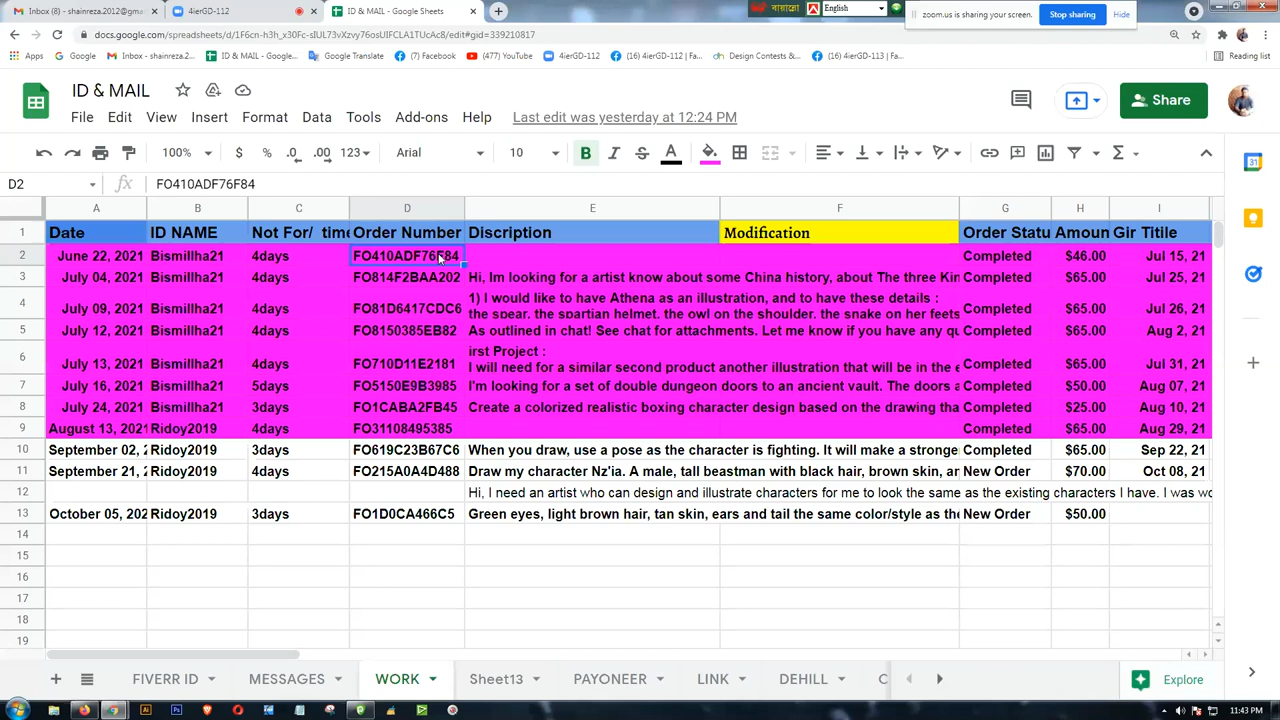 Inbox (8) - shainreza.2012@gma
4ierGD-112
ID & MAIL - Google Sheets
English
zoom.us is sharing your screen.
Stop sharing
Hide
docs.google.com/spreadsheets/d/1F6cn-h3h_x30Fc-sIUL73vXzyy76osUIFCLA1TUcAc8/edit#gid=339210817
Apps
Google
Inbox - shainreza.2...
ID & MAIL - Google...
Google Translate
(7) Facebook
(477) YouTube
4ierGD-112
(16) 4ierGD-112 | Fa...
Design Contests &...
(16) 4ierGD-113 | Fa...
Reading list
ID & MAIL
File Edit View Insert Format Data Tools Add-ons Help Last edit was yesterday at 12:24 PM
Share
100% $ % .0 .00 123 Arial 10 B I S A
D2 fx FO410ADF76F84
A B C D E F G H I
1 Date ID NAME Not For/ time Order Number Discription Modification Order Statu Amoun Gir Titile
2 June 22, 2021 Bismillha21 4days FO410ADF76F84 Completed $46.00 Jul 15, 21
3 July 04, 2021 Bismillha21 4days FO814F2BAA202 Hi, Im looking for a artist know about some China history, about The three Kin Completed $65.00 Jul 25, 21
1) I would like to have Athena as an illustration, and to have these details :
4 July 09, 2021 Bismillha21 4days FO81D6417CDC6 the spear, the spartian helmet, the owl on the shoulder, the snake on her feets Completed $65.00 Jul 26, 21
5 July 12, 2021 Bismillha21 4days FO8150385EB82 As outlined in chat! See chat for attachments. Let me know if you have any qu Completed $65.00 Aug 2, 21
irst Project :
6 July 13, 2021 Bismillha21 4days FO710D11E2181 I will need for a similar second product another illustration that will be in the e Completed $65.00 Jul 31, 21
7 July 16, 2021 Bismillha21 5days FO5150E9B3985 I'm looking for a set of double dungeon doors to an ancient vault. The doors a Completed $50.00 Aug 07, 21
8 July 24, 2021 Bismillha21 3days FO1CABA2FB45 Create a colorized realistic boxing character design based on the drawing tha Completed $25.00 Aug 10, 21
9 August 13, 2021 Ridoy2019 4days FO31108495385 Completed $65.00 Aug 29, 21
10 September 02, 2 Ridoy2019 3days FO619C23B67C6 When you draw, use a pose as the character is fighting. It will make a stronge Completed $65.00 Sep 22, 21
11 September 21, 2 Ridoy2019 4days FO215A0A4D488 Draw my character Nz'ia. A male, tall beastman with black hair, brown skin, ar New Order $70.00 Oct 08, 21
12 Hi, I need an artist who can design and illustrate characters for me to look the same as the existing characters I have. I was wo
13 October 05, 202 Ridoy2019 3days FO1D0CA466C5 Green eyes, light brown hair, tan skin, ears and tail the same color/style as the New Order $50.00
14
15
16
17
18
19
FIVERR ID MESSAGES WORK Sheet13 PAYONEER LINK DEHILL C
Explore
11:43 PM